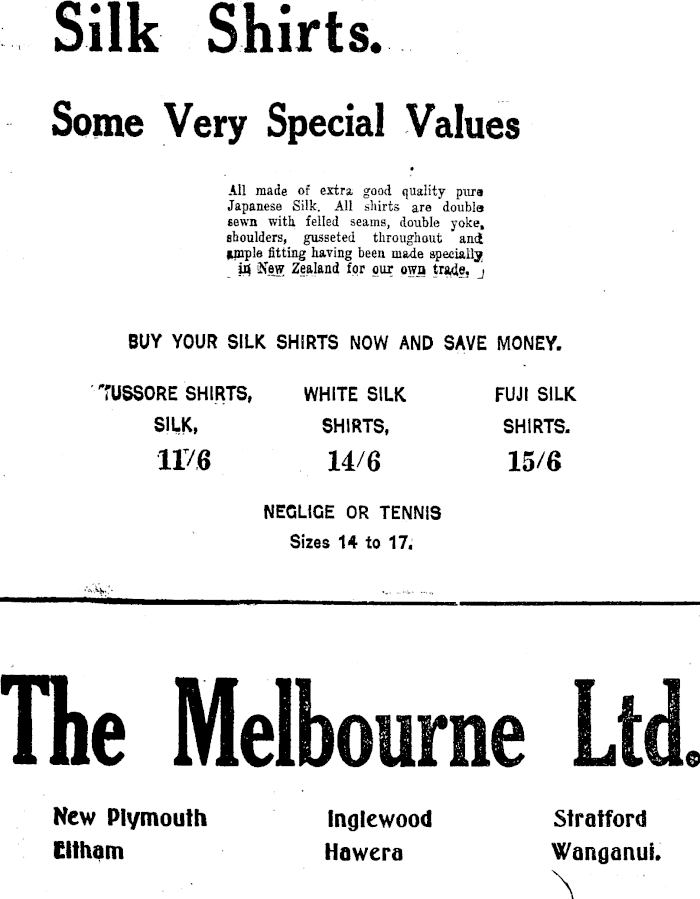 Silk Shirts.
Some Very Special Values
All made of extra good quality pure
Japanese Silk. All shirts are double
sewn with felled seams, double yoke,
shoulders, gusseted throughout and
ample fitting having been made specially
in New Zealand for our own trade.
BUY YOUR SILK SHIRTS NOW AND SAVE MONEY.
TUSSORE SHIRTS, WHITE SILK FUJI SILK
SILK, SHIRTS, SHIRTS.
11/6 14/6 15/6
NEGLIGE OR TENNIS
Sizes 14 to 17.
The Melbourne Ltd.
New Plymouth Inglewood Stratford
Eltham Hawera Wanganui.